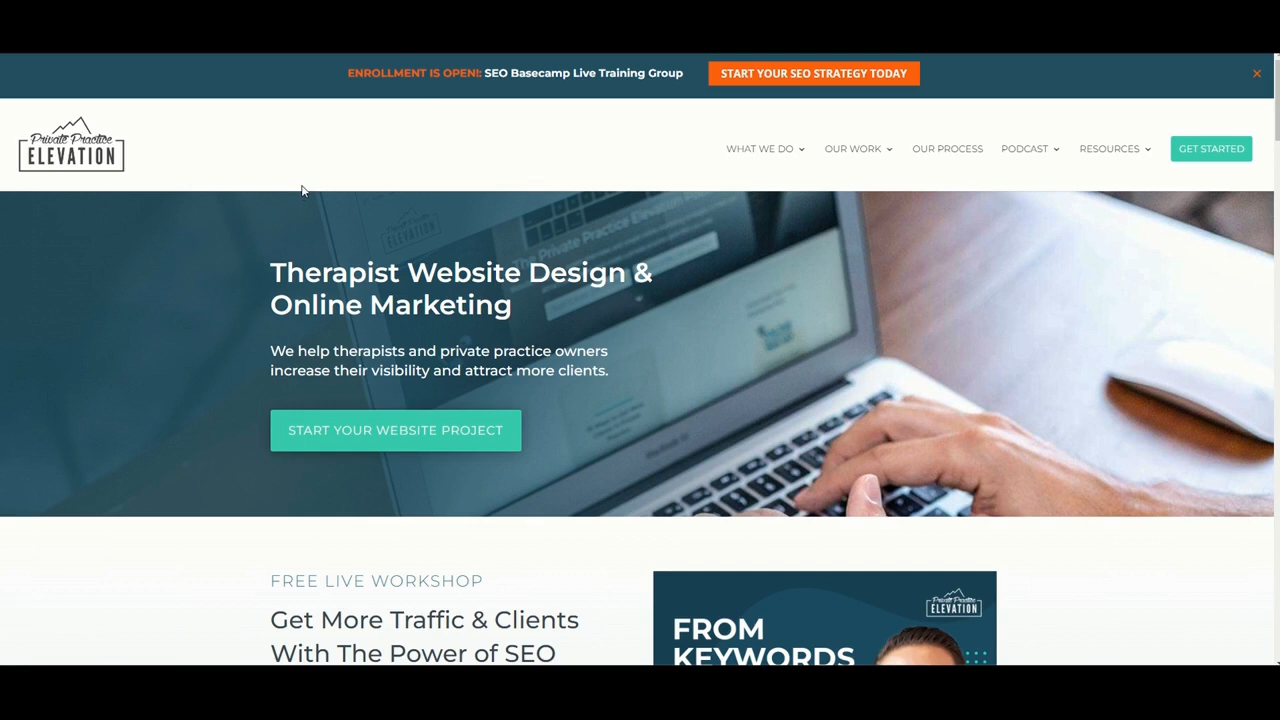 ENROLLMENT IS OPEN!: SEO Basecamp Live Training Group
START YOUR SEO STRATEGY TODAY
Private Practice
ELEVATION
WHAT WE DO
OUR WORK
OUR PROCESS
PODCAST
RESOURCES
GET STARTED
Therapist Website Design &
Online Marketing
We help therapists and private practice owners
increase their visibility and attract more clients.
START YOUR WEBSITE PROJECT
FREE LIVE WORKSHOP
Get More Traffic & Clients
With The Power of SEO
Private Practice
ELEVATION
FROM
KEYWORDS